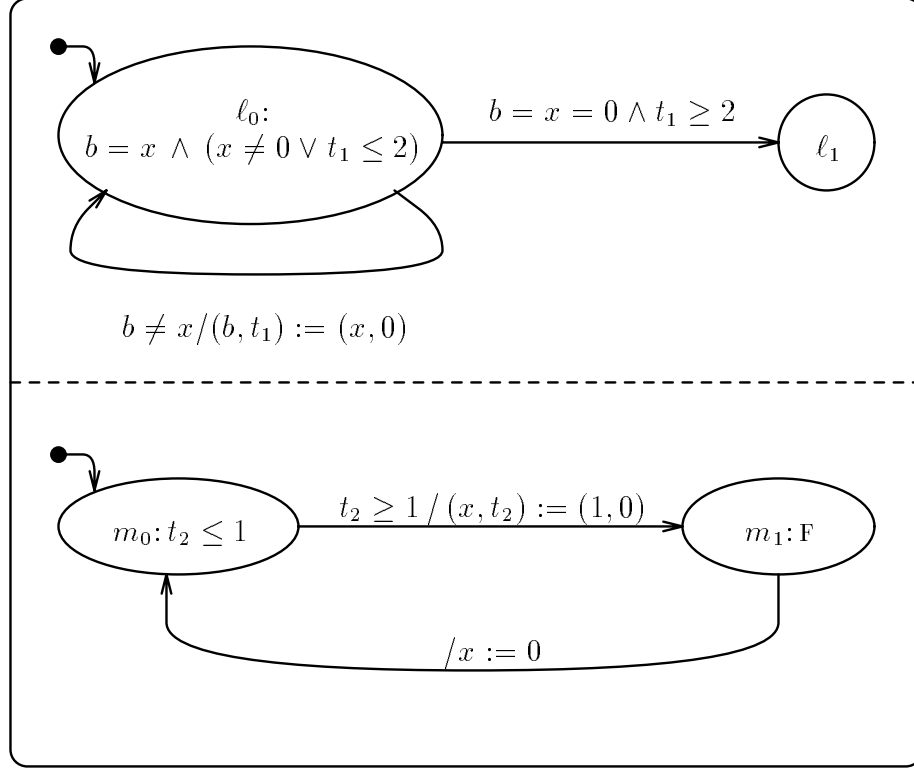 ℓ₀:
b = x ∧ (x ≠ 0 ∨ t₁ ≤ 2)
b = x = 0 ∧ t₁ ≥ 2
ℓ₁
b ≠ x/(b, t₁) := (x, 0)
m₀: t₂ ≤ 1
t₂ ≥ 1 / (x, t₂) := (1, 0)
m₁: F
/x := 0